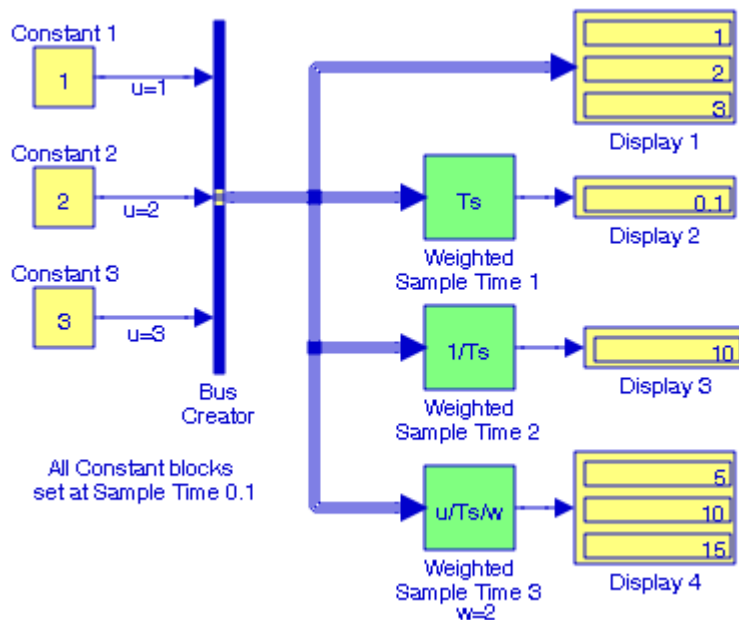 Constant 1
1
u=1
Constant 2
2
u=2
Constant 3
3
u=3
Bus
Creator
All Constant blocks
set at Sample Time 0.1
1
2
3
Display 1
Ts
Weighted
Sample Time 1
0.1
Display 2
1/Ts
Weighted
Sample Time 2
10
Display 3
u/Ts/w
Weighted
Sample Time 3
w=2
5
10
15
Display 4